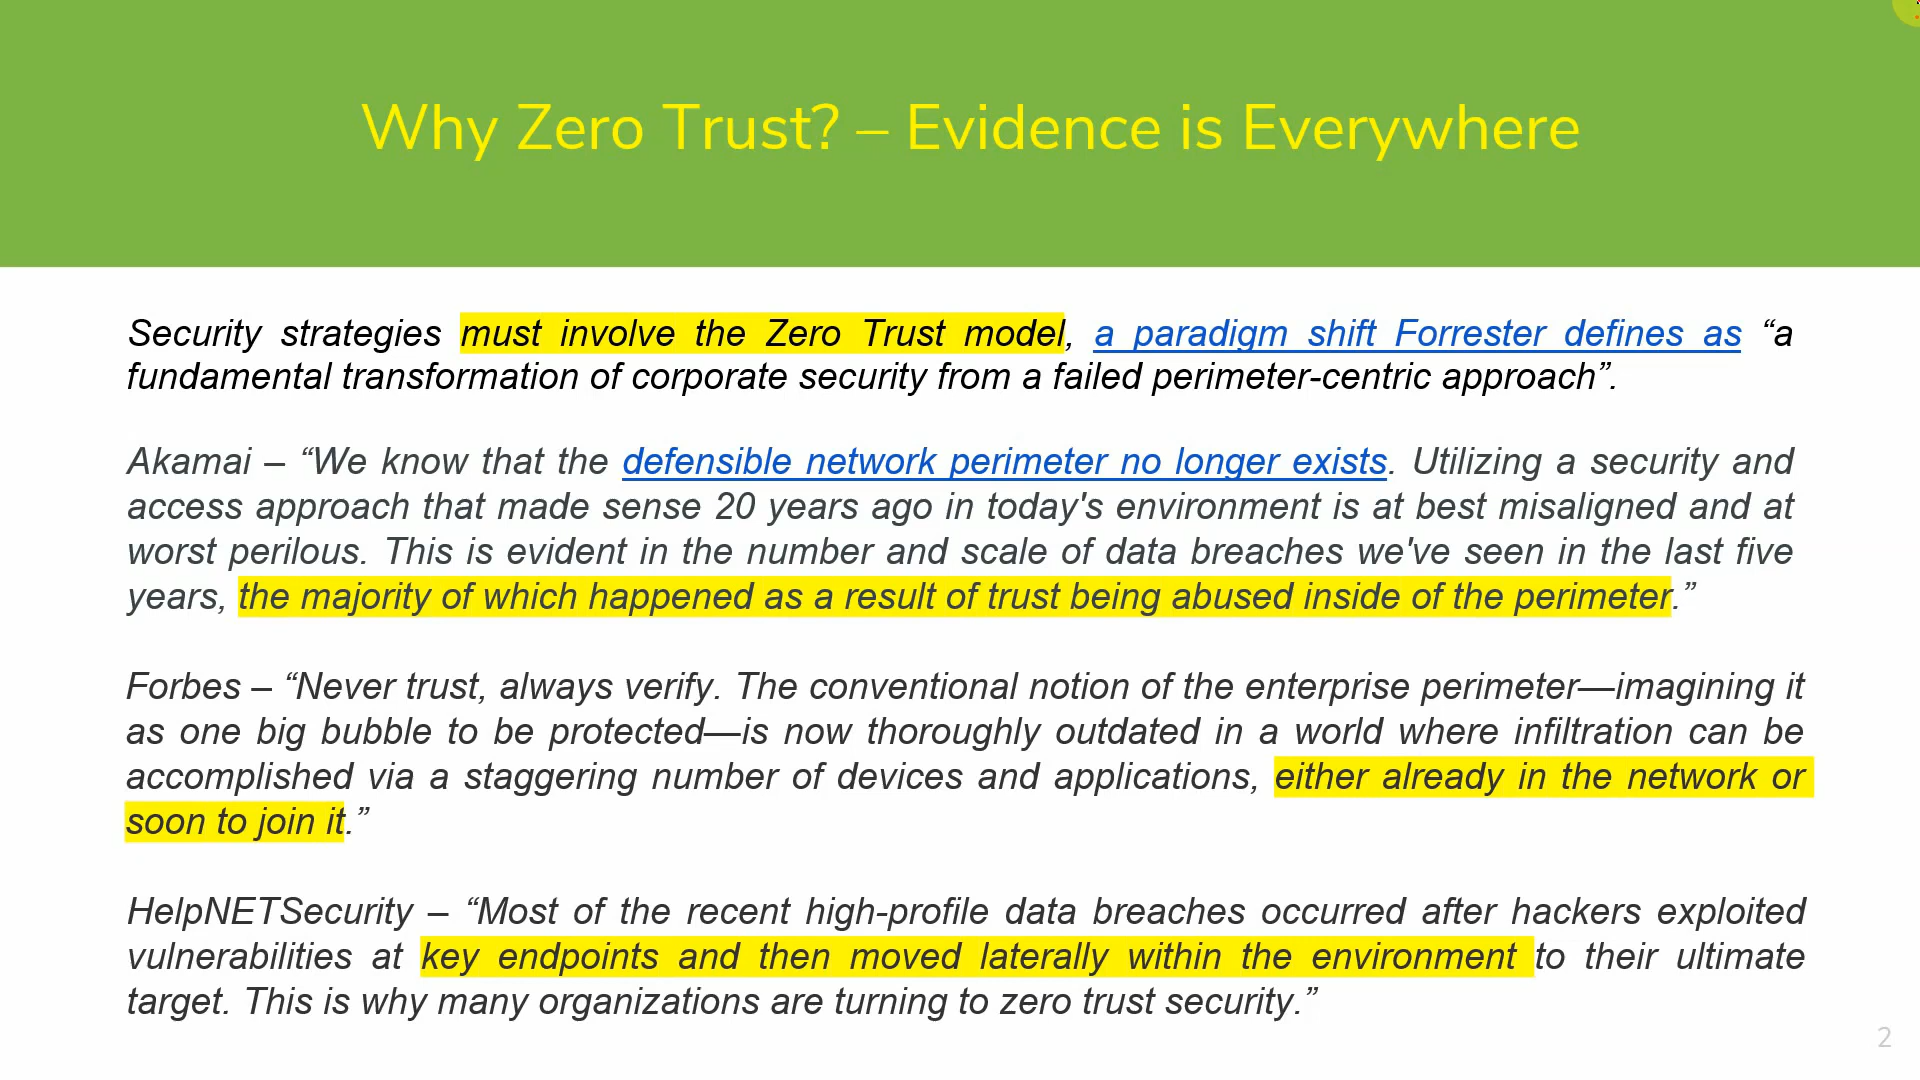 Why Zero Trust? – Evidence is Everywhere
Security strategies must involve the Zero Trust model, a paradigm shift Forrester defines as “a
fundamental transformation of corporate security from a failed perimeter-centric approach”.
Akamai – “We know that the defensible network perimeter no longer exists. Utilizing a security and
access approach that made sense 20 years ago in today's environment is at best misaligned and at
worst perilous. This is evident in the number and scale of data breaches we've seen in the last five
years, the majority of which happened as a result of trust being abused inside of the perimeter.”
Forbes – “Never trust, always verify. The conventional notion of the enterprise perimeter—imagining it
as one big bubble to be protected—is now thoroughly outdated in a world where infiltration can be
accomplished via a staggering number of devices and applications, either already in the network or
soon to join it.”
HelpNETSecurity – “Most of the recent high-profile data breaches occurred after hackers exploited
vulnerabilities at key endpoints and then moved laterally within the environment to their ultimate
target. This is why many organizations are turning to zero trust security.”
2